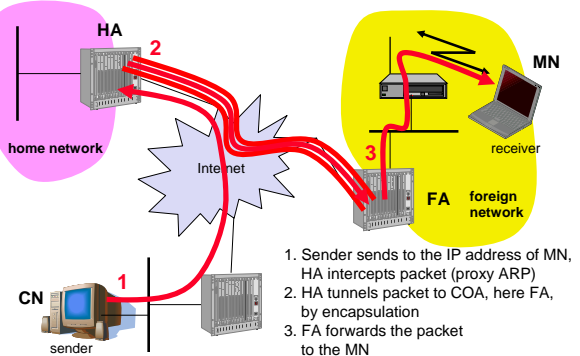 HA
2
MN
home network
receiver
Internet
3
FA
foreign
network
1
CN
sender
1. Sender sends to the IP address of MN,
HA intercepts packet (proxy ARP)
2. HA tunnels packet to COA, here FA,
by encapsulation
3. FA forwards the packet
to the MN